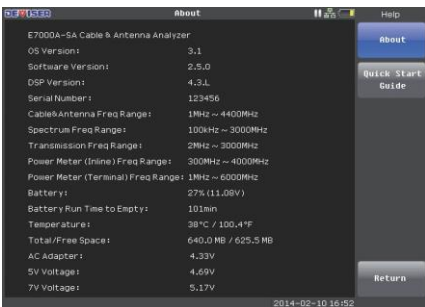 DEVISER
About
Help
E7000A-SA Cable & Antenna Analyzer
OS Version: 3.1
Software Version: 2.5.0
DSP Version: 4.3.L
Serial Number: 123456
Cable&Antenna Freq Range: 1MHz ~ 4400MHz
Spectrum Freq Range: 100kHz ~ 3000MHz
Transmission Freq Range: 2MHz ~ 3000MHz
Power Meter (Inline) Freq Range: 300MHz ~ 4000MHz
Power Meter (Terminal) Freq Range: 1MHz ~ 6000MHz
Battery: 27% (11.08V)
Battery Run Time to Empty: 101min
Temperature: 38°C / 100.4°F
Total/Free Space: 640.0 MB / 625.5 MB
AC Adapter: 4.33V
5V Voltage: 4.69V
7V Voltage: 5.17V
2014-02-10 16:52
About
Quick Start
Guide
Return